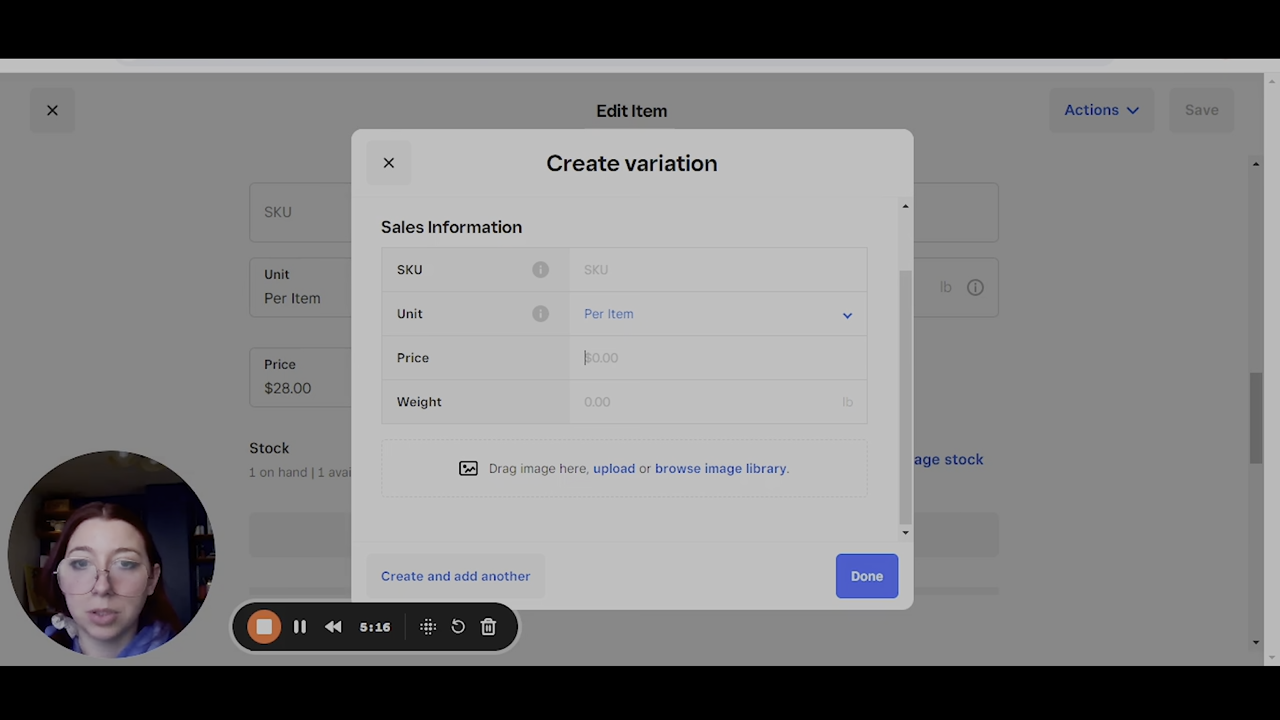 Edit Item
Actions
Save
Create variation
SKU
Sales Information
SKU
SKU
Unit
Per Item
lb
Unit
Per Item
Price
$0.00
Price
$28.00
Weight
0.00
lb
Stock
1 on hand | 1 avai
age stock
Drag image here, upload or browse image library.
Create and add another
Done
5:16